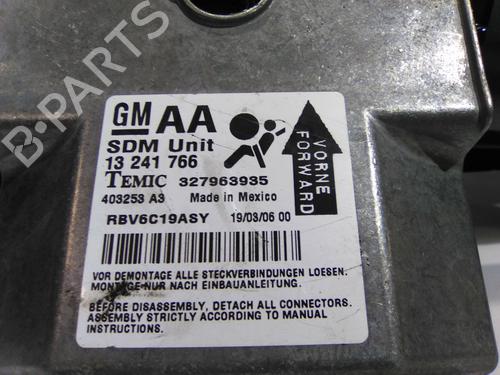 GM AA
SDM Unit
13 241 766
TEMIC 327963935
403253 A3 Made in Mexico
RBV6C19ASY 19/03/06 00
VORNE
FORWARD
VOR DEMONTAGE ALLE STECKVERBINDUNGEN LOESEN.
MONTAGE NUR NACH EINBAUANLEITUNG.
BEFORE DISASSEMBLY, DETACH ALL CONNECTORS.
ASSEMBLY STRICTLY ACCORDING TO MANUAL
INSTRUCTIONS.
B-PARTS